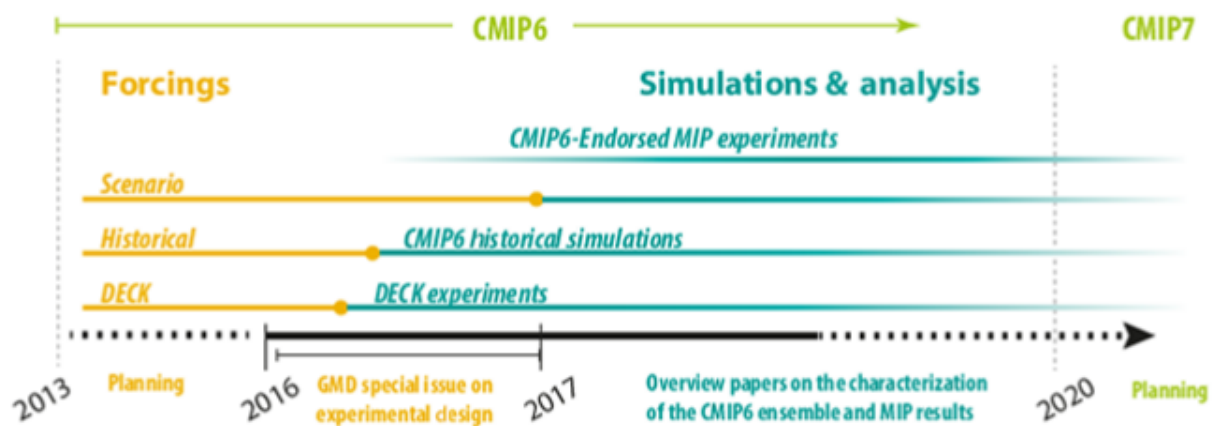 CMIP6
CMIP7
Forcings
Simulations & analysis
CMIP6-Endorsed MIP experiments
Scenario
Historical
CMIP6 historical simulations
DECK
DECK experiments
2013
Planning
2016
GMD special issue on
experimental design
2017
Overview papers on the characterization
of the CMIP6 ensemble and MIP results
2020
Planning